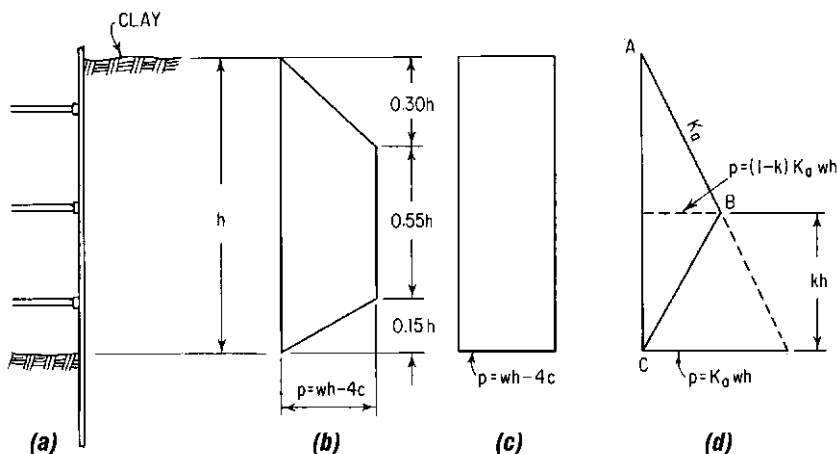 CLAY
h
0.30h
0.55h
0.15h
p=wh-4c
p=wh-4c
A
Ka
p=(1-k) Ka wh
B
kh
C
p=Ka wh
(a)
(b)
(c)
(d)